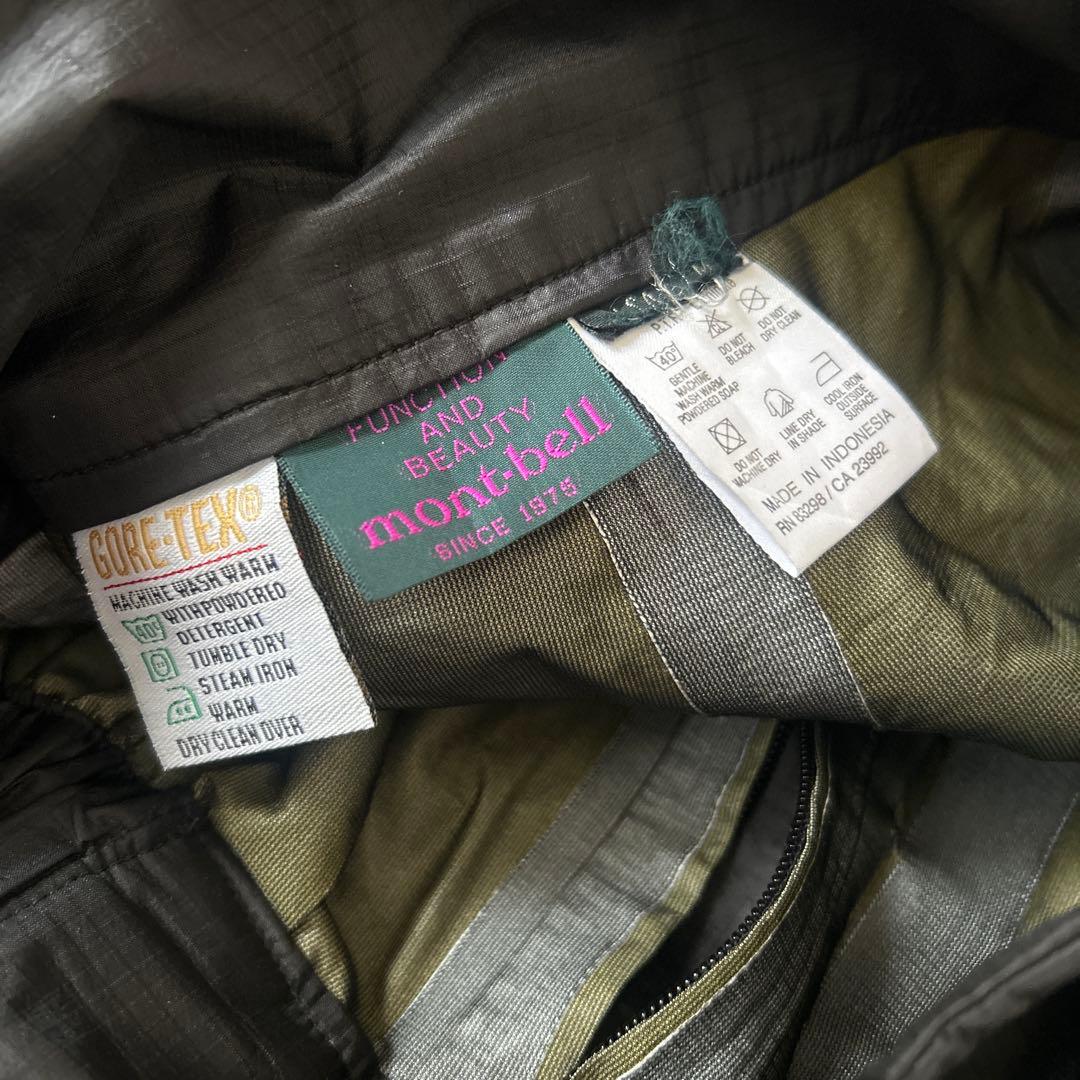 GORE-TEX®
MACHINE WASH WARM
40° WITH POWDERED
DETERGENT
TUMBLE DRY
STEAM IRON
WARM
DRY CLEAN OVER
FUNCTION
AND
BEAUTY
mont-bell
SINCE 1975
40°
GENTLE
MACHINE
WASH WARM
POWDERED SOAP
DO NOT
BLEACH
DO NOT
DRY CLEAN
DO NOT
MACHINE DRY
LINE DRY
IN SHADE
COOL IRON
OUTSIDE
SURFACE
MADE IN INDONESIA
RN 83298 / CA 23992